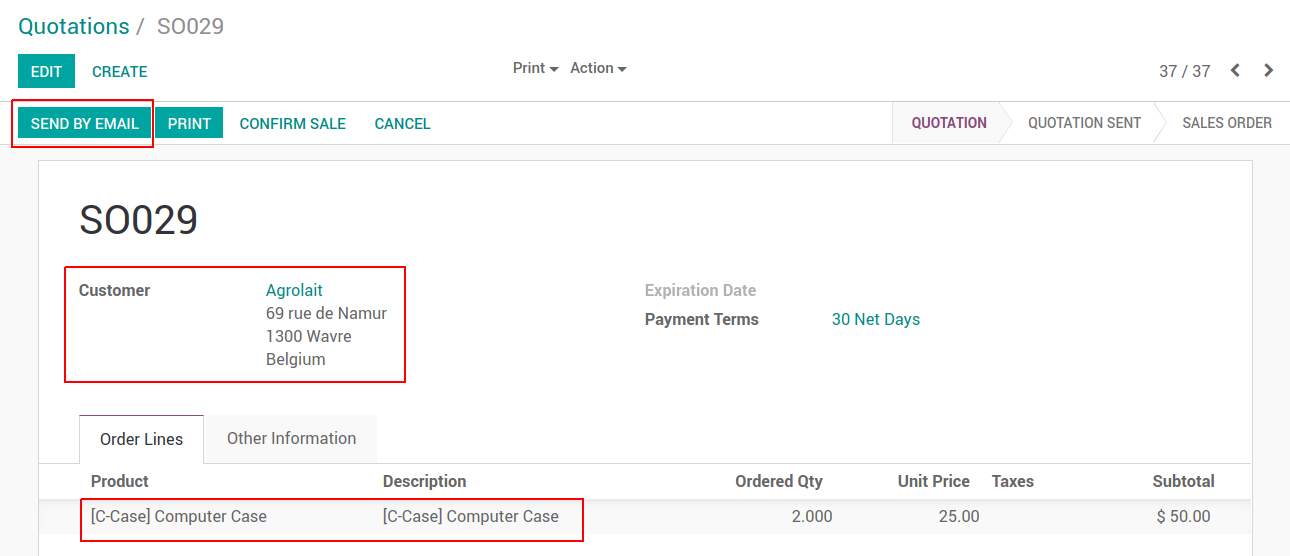 Quotations / SO029
EDIT CREATE Print Action 37 / 37
SEND BY EMAIL PRINT CONFIRM SALE CANCEL QUOTATION QUOTATION SENT SALES ORDER
SO029
Customer Agrolait Expiration Date
69 rue de Namur Payment Terms 30 Net Days
1300 Wavre
Belgium
Order Lines Other Information
Product Description Ordered Qty Unit Price Taxes Subtotal
[C-Case] Computer Case [C-Case] Computer Case 2.000 25.00 $ 50.00